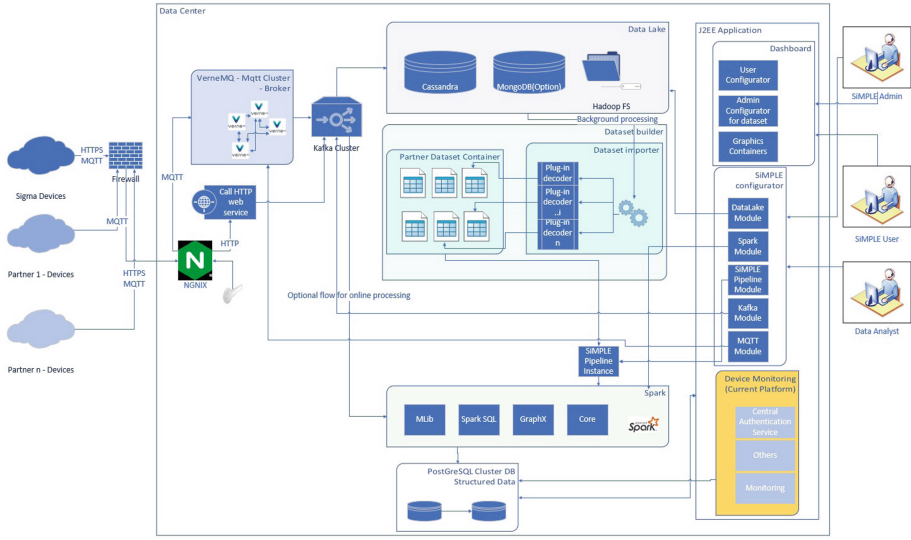 Data Center
Data Lake
Cassandra
MongoDB(Option)
Hadoop FS
Background processing
J2EE Application
Dashboard
User
Configurator
Admin
Configurator
for dataset
Graphics
Containers
SiMPLE Admin
VerneMQ - Mqtt Cluster
- Broker
verne
verne
verne
verne
Kafka Cluster
Dataset builder
Partner Dataset Container
Dataset importer
Plug-in
decoder
Plug-in
decoder
..i
Plug-in
decoder
n
HTTPS
MQTT
Firewall
Sigma Devices
MQTT
Call HTTP
web
service
HTTP
MQTT
Partner 1 - Devices
HTTPS
MQTT
NGNIX
Partner n - Devices
Optional flow for online processing
SiMPLE
configurator
DataLake
Module
Spark
Module
SiMPLE
Pipeline
Module
Kafka
Module
MQTT
Module
SiMPLE User
Data Analyst
SiMPLE
Pipeline
Instance
Spark
MLib
Spark SQL
GraphX
Core
Spark
Device Monitoring
(Current Platform)
Central
Authentication
Service
Others
Monitoring
PostGreSQL Cluster DB
Structured Data